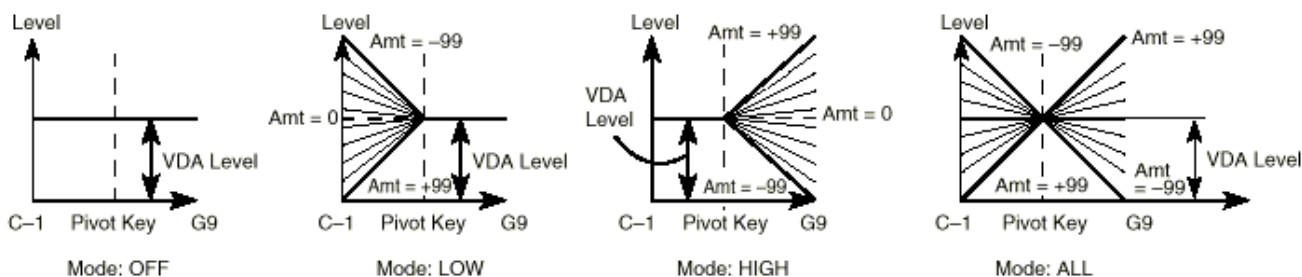 Level
VDA Level
C–1 Pivot Key G9
Mode: OFF
Level
Amt = –99
Amt = 0
VDA Level
Amt = +99
C–1 Pivot Key G9
Mode: LOW
Level
Amt = +99
VDA
Level
Amt = 0
Amt = –99
C–1 Pivot Key G9
Mode: HIGH
Level
Amt = –99
Amt = +99
VDA Level
Amt
= –99
Amt = +99
C–1 Pivot Key G9
Mode: ALL